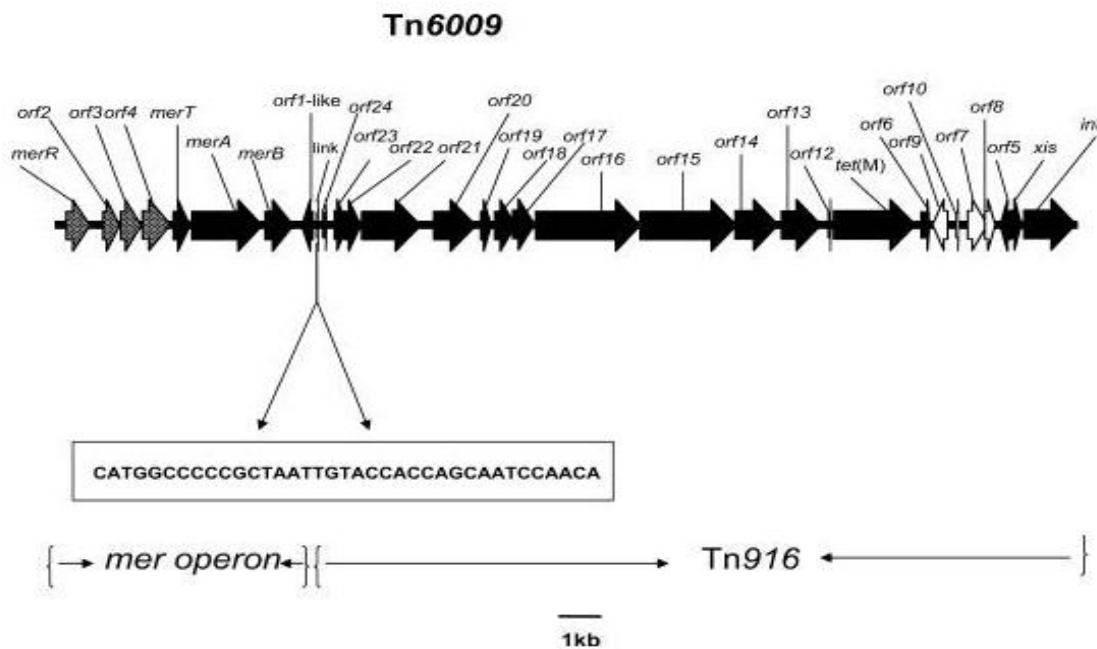 Tn6009
orf2
orf3
orf4
merT
orf1-like
orf24
orf20
orf13
orf10
orf8
merR
merA
merB
link
orf23
orf22
orf21
orf19
orf18
orf17
orf16
orf15
orf14
orf12
tet(M)
orf6
orf9
orf7
orf5
xis
int
CATGGCCCCCGCTAATTGTACCACCAGCAATCCAACA
mer operon
Tn916
1kb